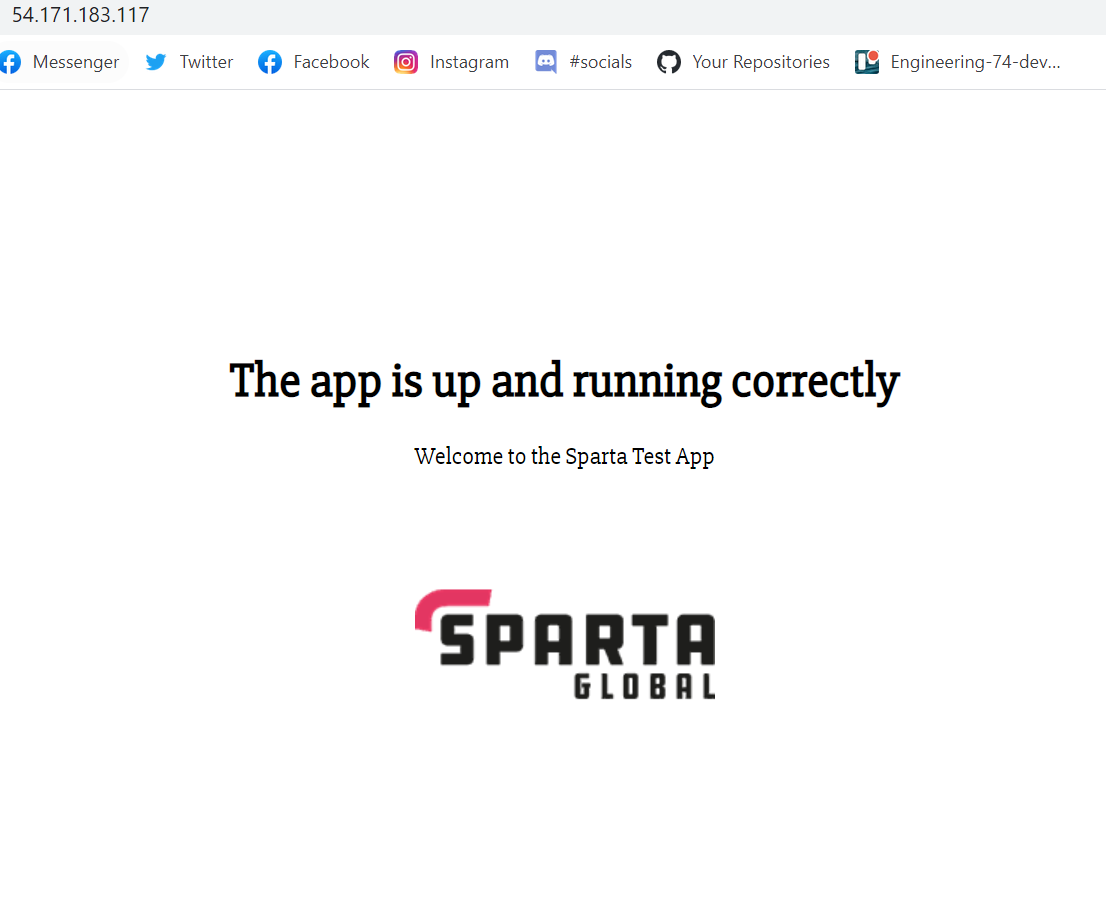 54.171.183.117
Messenger Twitter Facebook Instagram #socials Your Repositories Engineering-74-dev...
The app is up and running correctly
Welcome to the Sparta Test App
SPARTA
GLOBAL